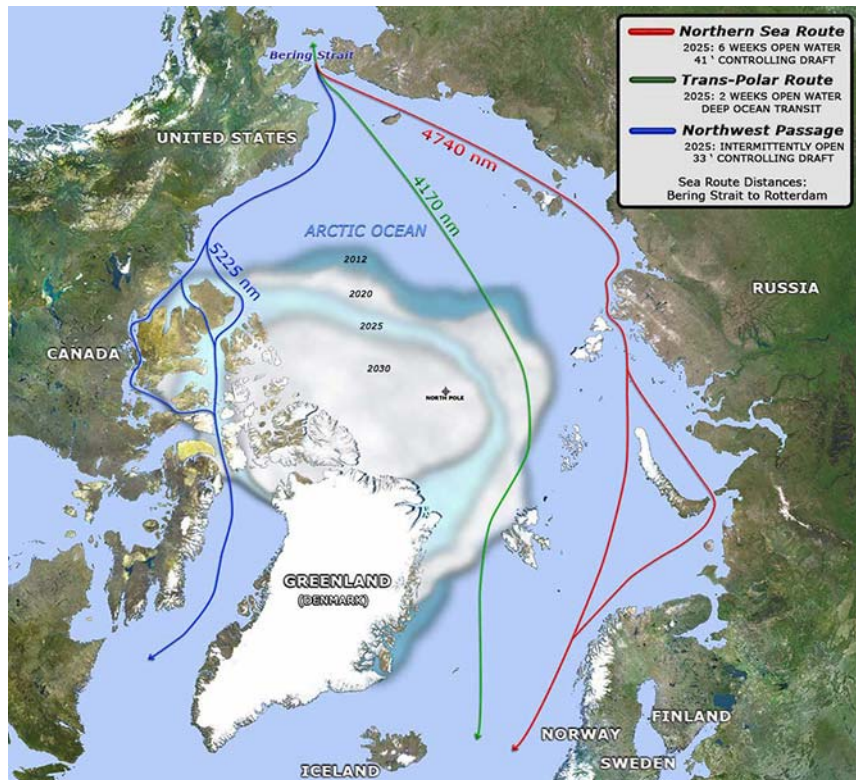 Bering Strait
Northern Sea Route
2025: 6 WEEKS OPEN WATER
41' CONTROLLING DRAFT
Trans-Polar Route
2025: 2 WEEKS OPEN WATER
DEEP OCEAN TRANSIT
Northwest Passage
2025: INTERMITTENTLY OPEN
33' CONTROLLING DRAFT
Sea Route Distances:
Bering Strait to Rotterdam
UNITED STATES
4740 nm
4170 nm
5225 nm
ARCTIC OCEAN
2012
2020
2025
2030
RUSSIA
CANADA
NORTH POLE
GREENLAND
(DENMARK)
ICELAND
NORWAY
FINLAND
SWEDEN